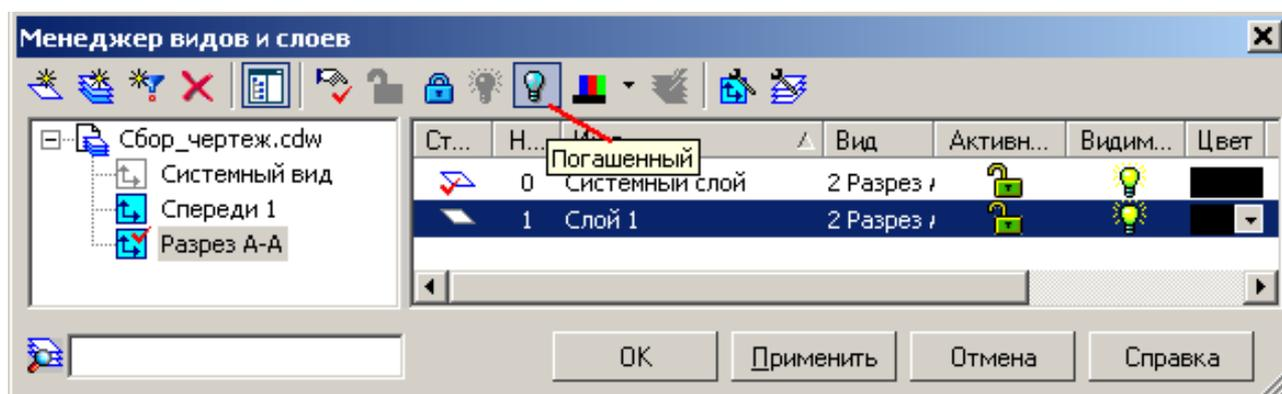 Менеджер видов и слоев
Сбор_чертеж.cdw
Системный вид
Спереди 1
Разрез А-А
Ст... Н... Вид Активн... Видим... Цвет
Погашенный
0 Системный слой 2 Разрез
1 Слой 1 2 Разрез
ОК Применить Отмена Справка